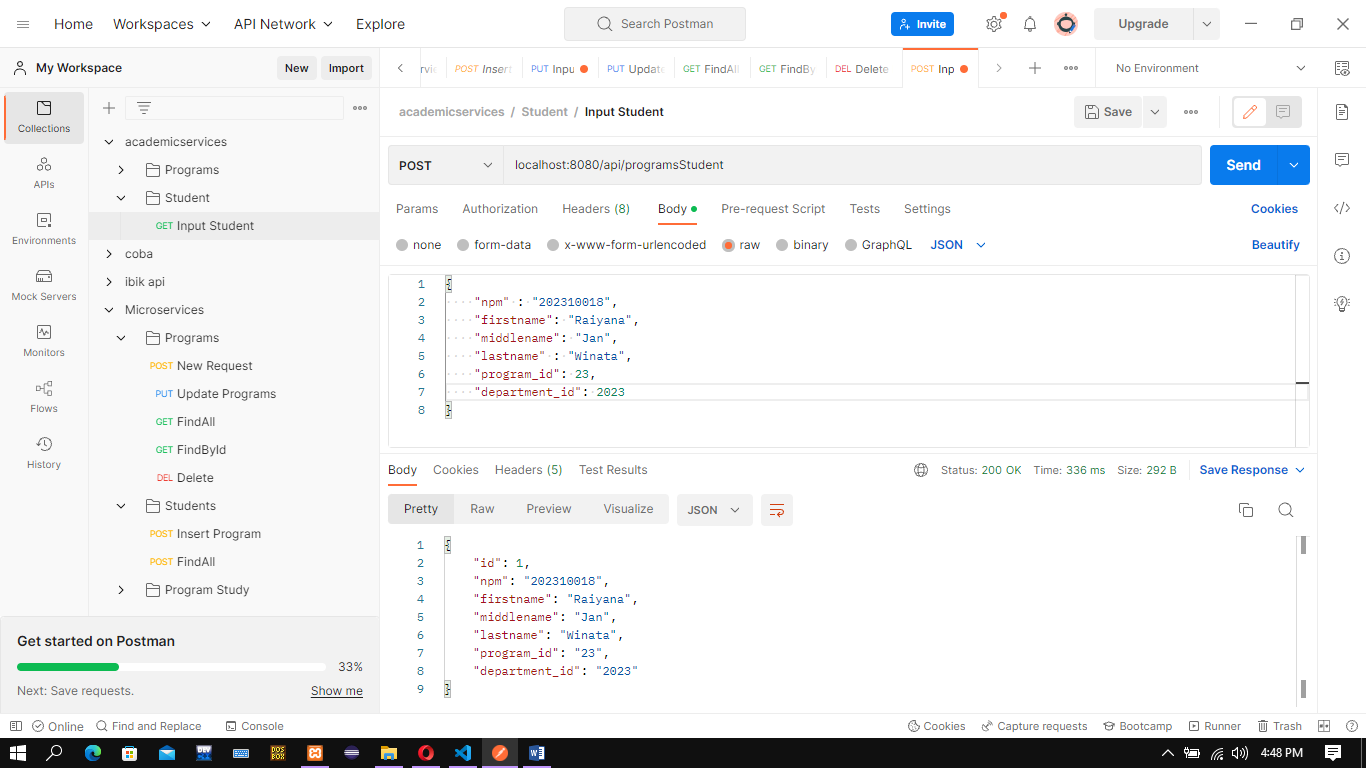 Home Workspaces API Network Explore Search Postman Invite Upgrade
My Workspace New Import
POST Insert PUT Inpu PUT Update GET FindAl GET FindBy DEL Delete POST Inp No Environment
Collections
APIs
Environments
Mock Servers
Monitors
Flows
History
academicservices
Programs
Student
GET Input Student
coba
ibik api
Microservices
Programs
POST New Request
PUT Update Programs
GET FindAll
GET FindById
DEL Delete
Students
POST Insert Program
POST FindAll
Program Study
Get started on Postman
33%
Next: Save requests. Show me
academicservices / Student / Input Student Save
POST localhost:8080/api/programsStudent Send
Params Authorization Headers (8) Body Pre-request Script Tests Settings Cookies
none form-data x-www-form-urlencoded raw binary GraphQL JSON Beautify
1 {
2 "npm" : "202310018",
3 "firstname": "Raiyana",
4 "middlename": "Jan",
5 "lastname" : "Winata",
6 "program_id": 23,
7 "department_id": 2023
8 }
Body Cookies Headers (5) Test Results Status: 200 OK Time: 336 ms Size: 292 B Save Response
Pretty Raw Preview Visualize JSON
1 {
2 "id": 1,
3 "npm": "202310018",
4 "firstname": "Raiyana",
5 "middlename": "Jan",
6 "lastname": "Winata",
7 "program_id": "23",
8 "department_id": "2023"
9 }
Online Find and Replace Console Cookies Capture requests Bootcamp Runner Trash
4:48 PM